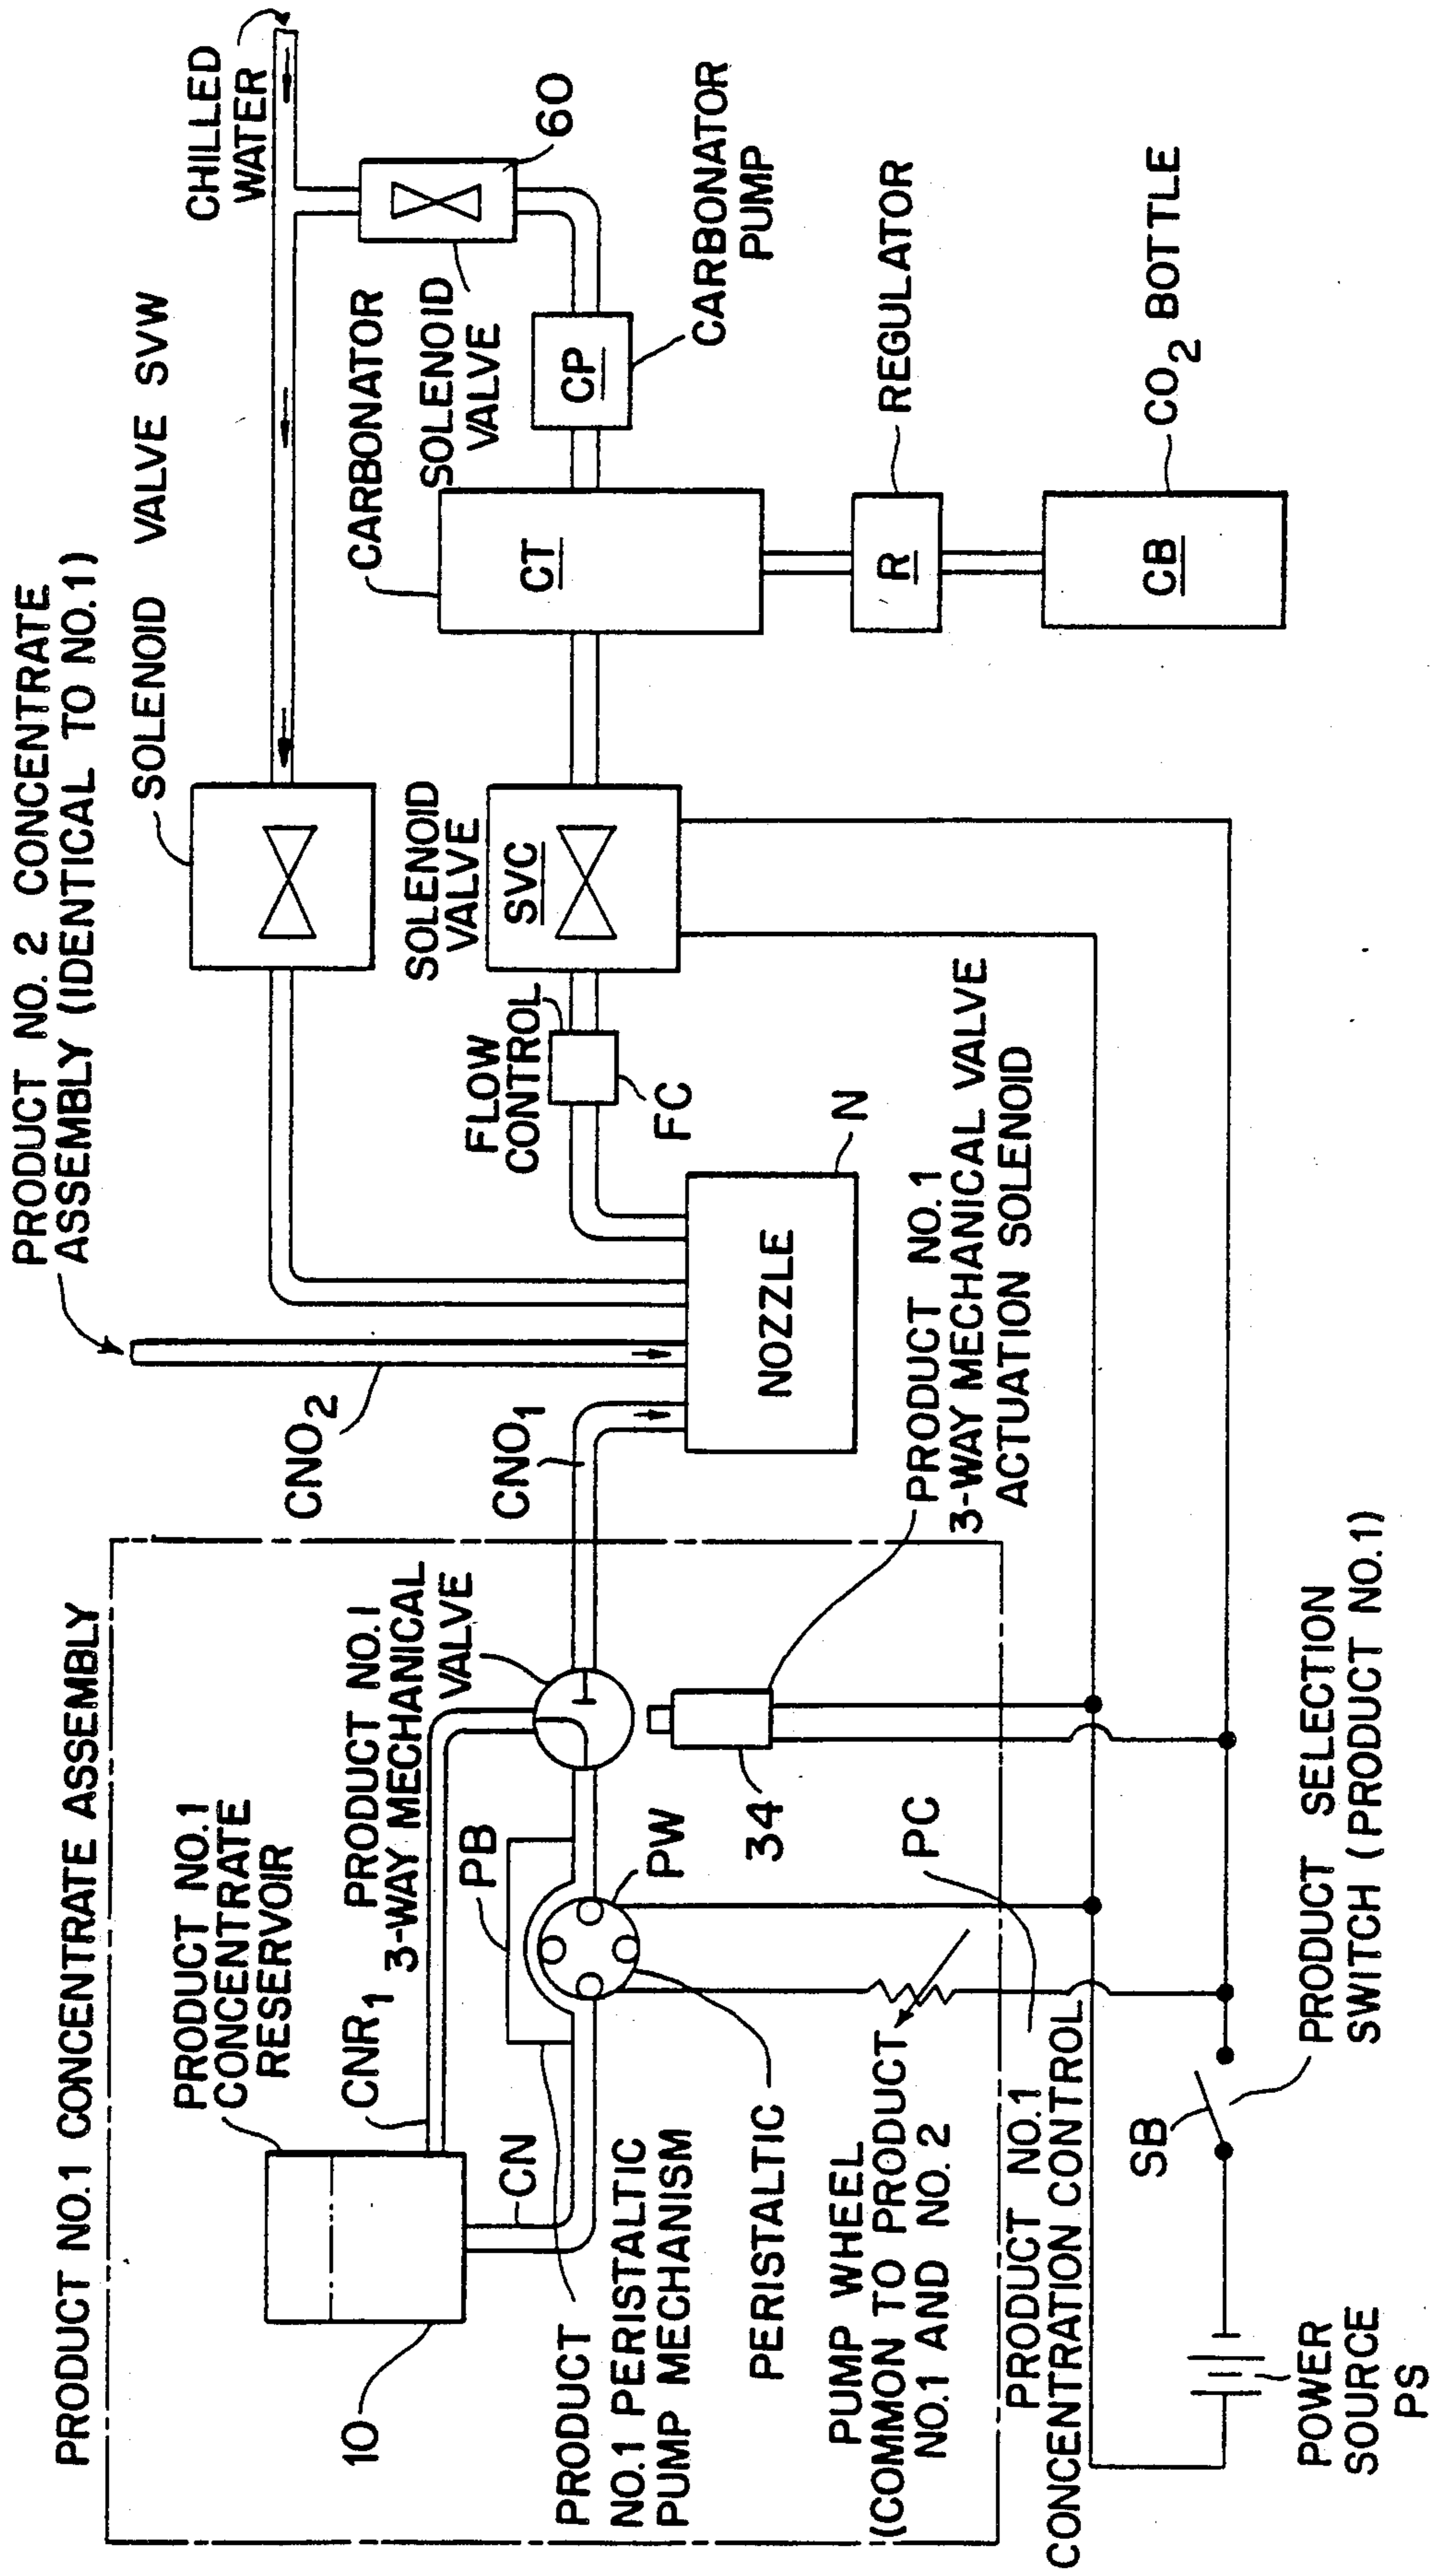 PRODUCT NO. 2 CONCENTRATE
ASSEMBLY (IDENTICAL TO NO.1)
SOLENOID VALVE SVW
CHILLED
WATER
60
SOLENOID
VALVE
CARBONATOR
CP
CARBONATOR
PUMP
CT
REGULATOR
R
CO2 BOTTLE
CB
SOLENOID
VALVE
SVC
FLOW
CONTROL
FC
N
NOZZLE
CNO2
CNO1
PRODUCT NO.1
3-WAY MECHANICAL VALVE
ACTUATION SOLENOID
PRODUCT NO.1 CONCENTRATE ASSEMBLY
PRODUCT NO.1
CONCENTRATE
RESERVOIR
PRODUCT NO.1
3-WAY MECHANICAL
VALVE
CNR1
PB
CN
10
PW
34
PC
PRODUCT
NO.1 PERISTALTIC
PUMP MECHANISM
PERISTALTIC
PUMP WHEEL
(COMMON TO PRODUCT
NO.1 AND NO. 2
PRODUCT NO.1
CONCENTRATION CONTROL
SB
PRODUCT SELECTION
SWITCH (PRODUCT NO.1)
POWER
SOURCE
PS